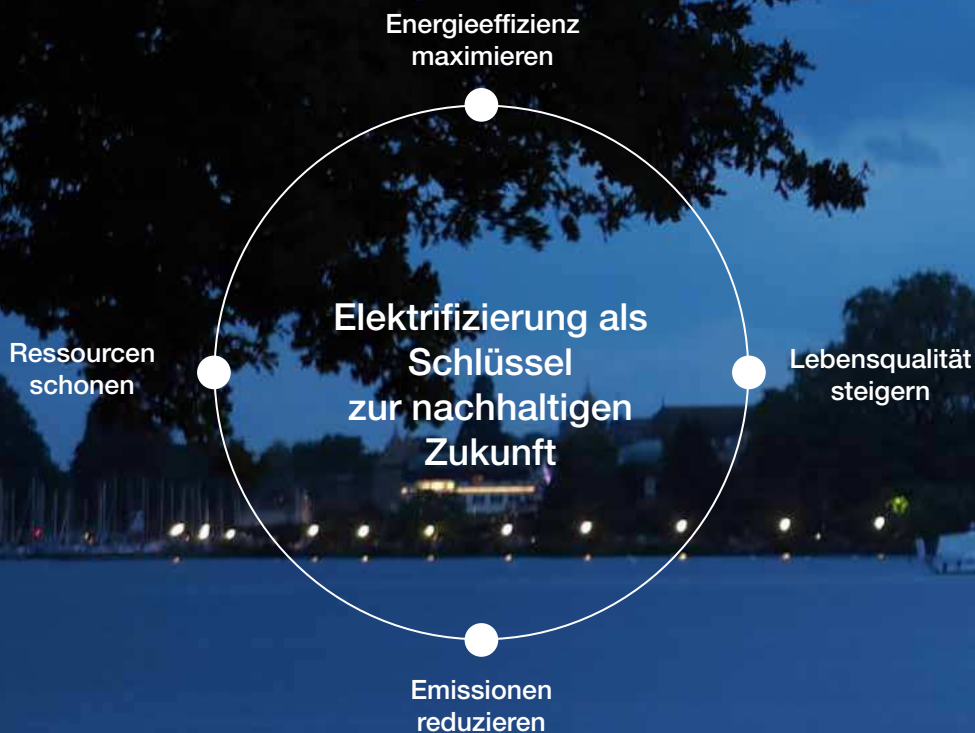 Energieeffizienz
maximieren
Elektrifizierung als
Schlüssel
zur nachhaltigen
Zukunft
Ressourcen
schonen
Lebensqualität
steigern
Emissionen
reduzieren